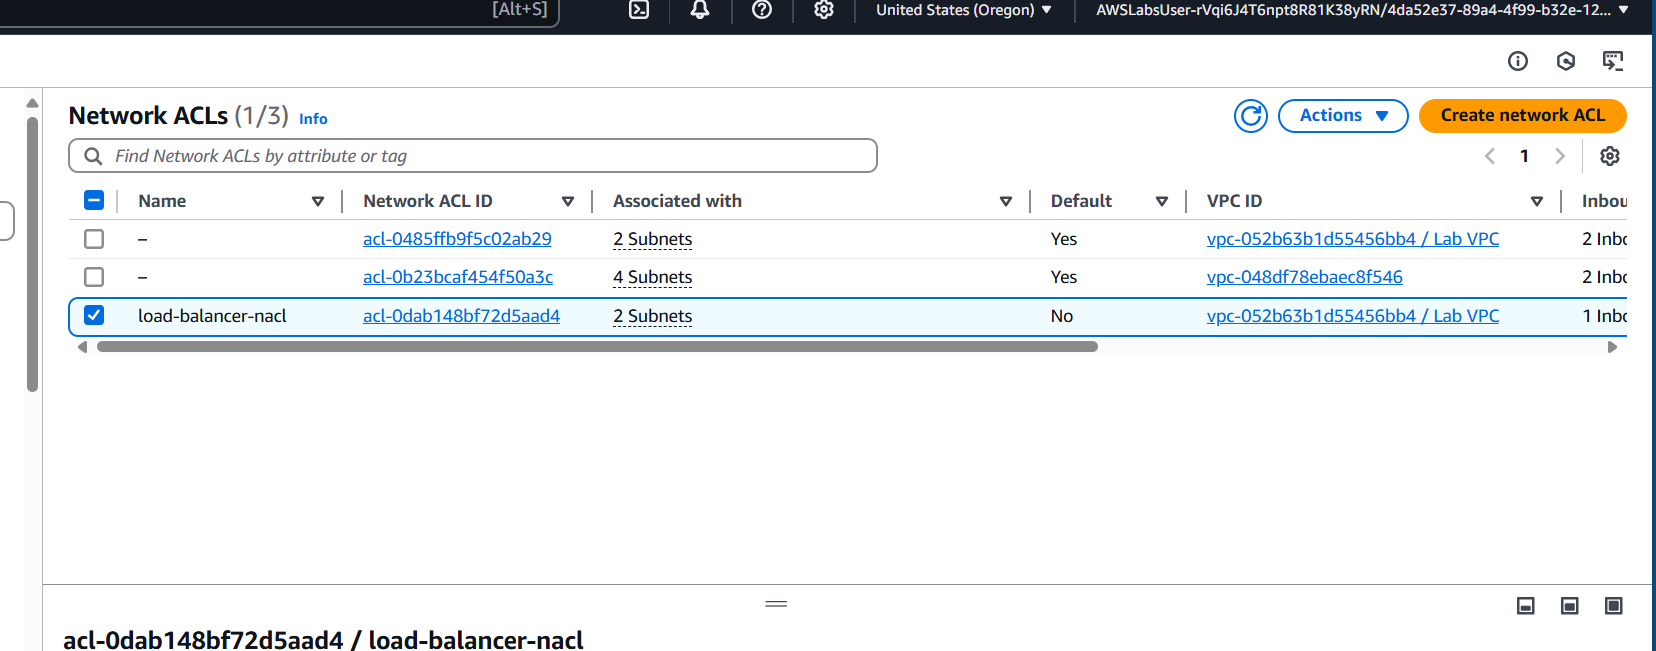 [Alt+S] United States (Oregon) AWSLabsUser-rVqi6J4T6npt8R81K38yRN/4da52e37-89a4-4f99-b32e-12...
Network ACLs (1/3) Info Actions Create network ACL
Find Network ACLs by attribute or tag 1
Name Network ACL ID Associated with Default VPC ID Inbou
– acl-0485ffb9f5c02ab29 2 Subnets Yes vpc-052b63b1d55456bb4 / Lab VPC 2 Inbo
– acl-0b23bcaf454f50a3c 4 Subnets Yes vpc-048df78ebaec8f546 2 Inbo
load-balancer-nacl acl-0dab148bf72d5aad4 2 Subnets No vpc-052b63b1d55456bb4 / Lab VPC 1 Inbo
acl-0dab148bf72d5aad4 / load-balancer-nacl